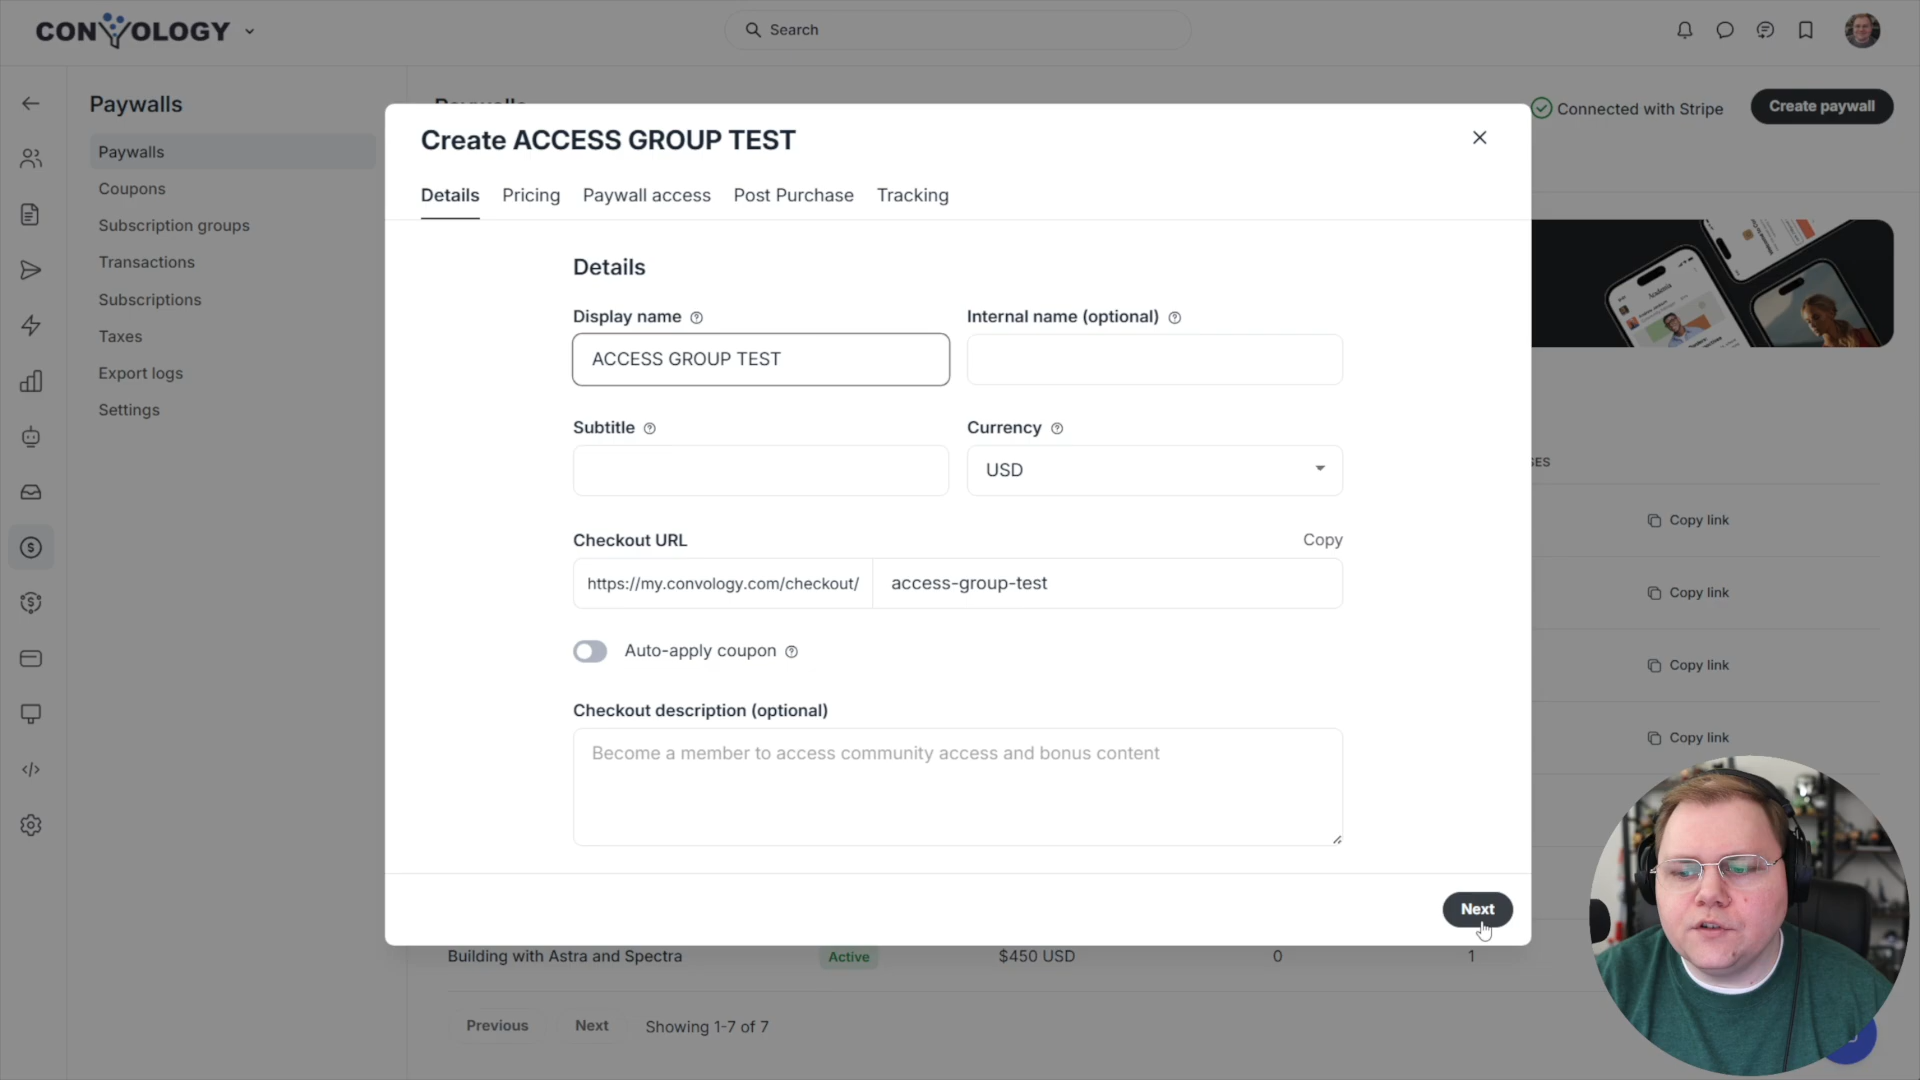 CONVOLOGY
Search
Paywalls
Paywalls
Coupons
Subscription groups
Transactions
Subscriptions
Taxes
Export logs
Settings
Paywalls
Connected with Stripe
Create paywall
Create ACCESS GROUP TEST
Details Pricing Paywall access Post Purchase Tracking
Details
Display name Internal name (optional)
ACCESS GROUP TEST
Subtitle Currency
USD
Checkout URL Copy
https://my.convology.com/checkout/ access-group-test
Auto-apply coupon
Checkout description (optional)
Become a member to access community access and bonus content
Next
Copy link
Copy link
Copy link
Copy link
Building with Astra and Spectra Active $450 USD 0 1
Previous Next Showing 1-7 of 7